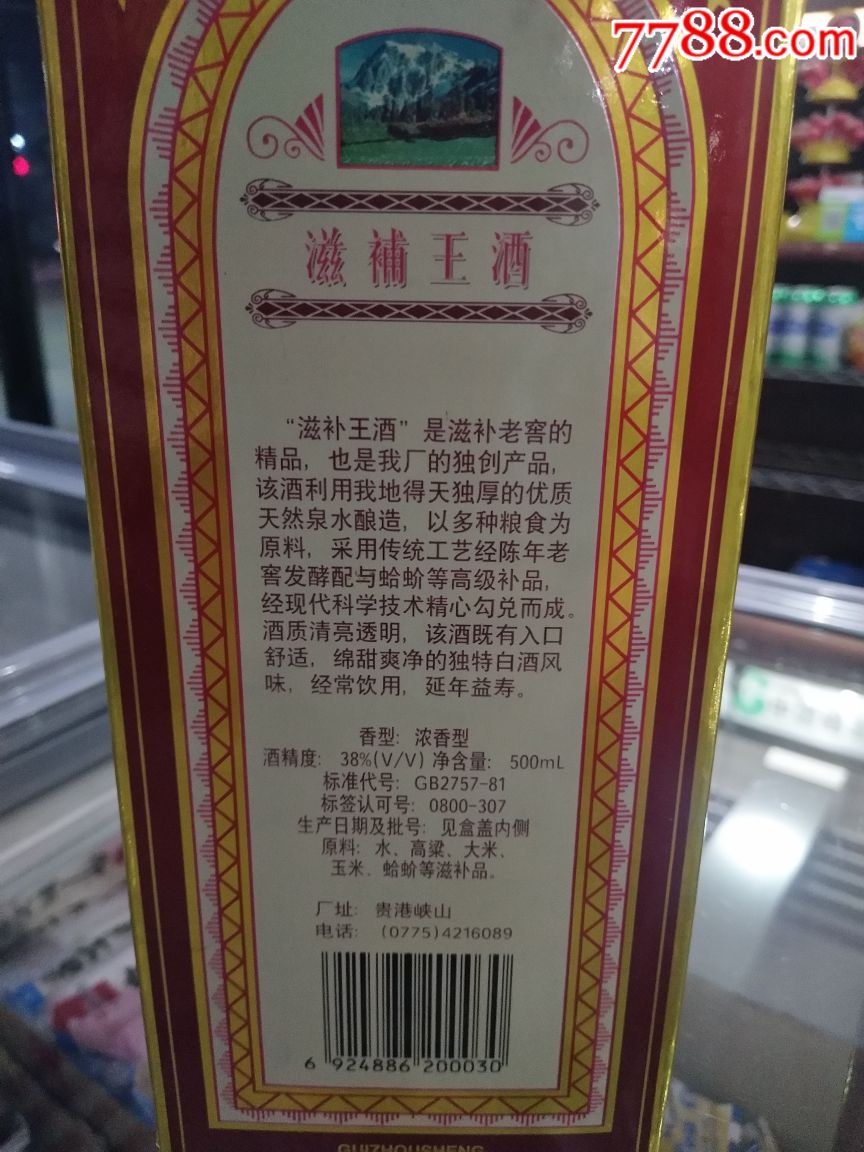 7788.com
滋補王酒
“滋补王酒”是滋补老窖的
精品，也是我厂的独创产品，
该酒利用我地得天独厚的优质
天然泉水酿造，以多种粮食为
原料，采用传统工艺经陈年老
窖发酵配与蛤蚧等高级补品，
经现代科学技术精心勾兑而成。
酒质清亮透明，该酒既有入口
舒适，绵甜爽净的独特白酒风
味，经常饮用，延年益寿。
香型：浓香型
酒精度：38%(V/V) 净含量：500mL
标准代号：GB2757-81
标签认可号：0800-307
生产日期及批号：见盒盖内侧
原料：水、高粱、大米、
玉米、蛤蚧等滋补品。
厂址：贵港峡山
电话：(0775)4216089
6 924886 200030
GUIZHOUSHENG